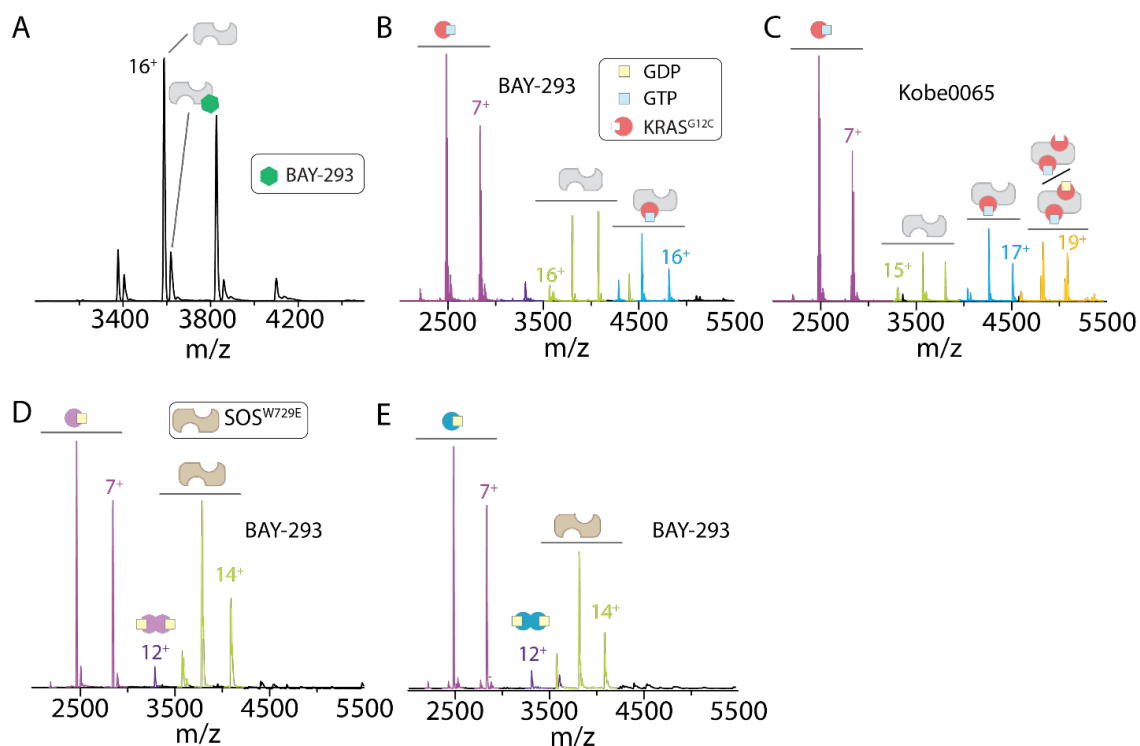 A
16⁺
BAY-293
3400 3800 4200
m/z
B
BAY-293
GDP
GTP
KRASᴳ¹²ᶜ
7⁺
16⁺
16⁺
2500 3500 4500 5500
m/z
C
Kobe0065
7⁺
15⁺
17⁺
19⁺
2500 3500 4500 5500
m/z
D
SOSᵂ⁷²⁹ᴱ
7⁺
BAY-293
14⁺
12⁺
2500 3500 4500 5500
m/z
E
7⁺
BAY-293
14⁺
12⁺
2500 3500 4500 5500
m/z